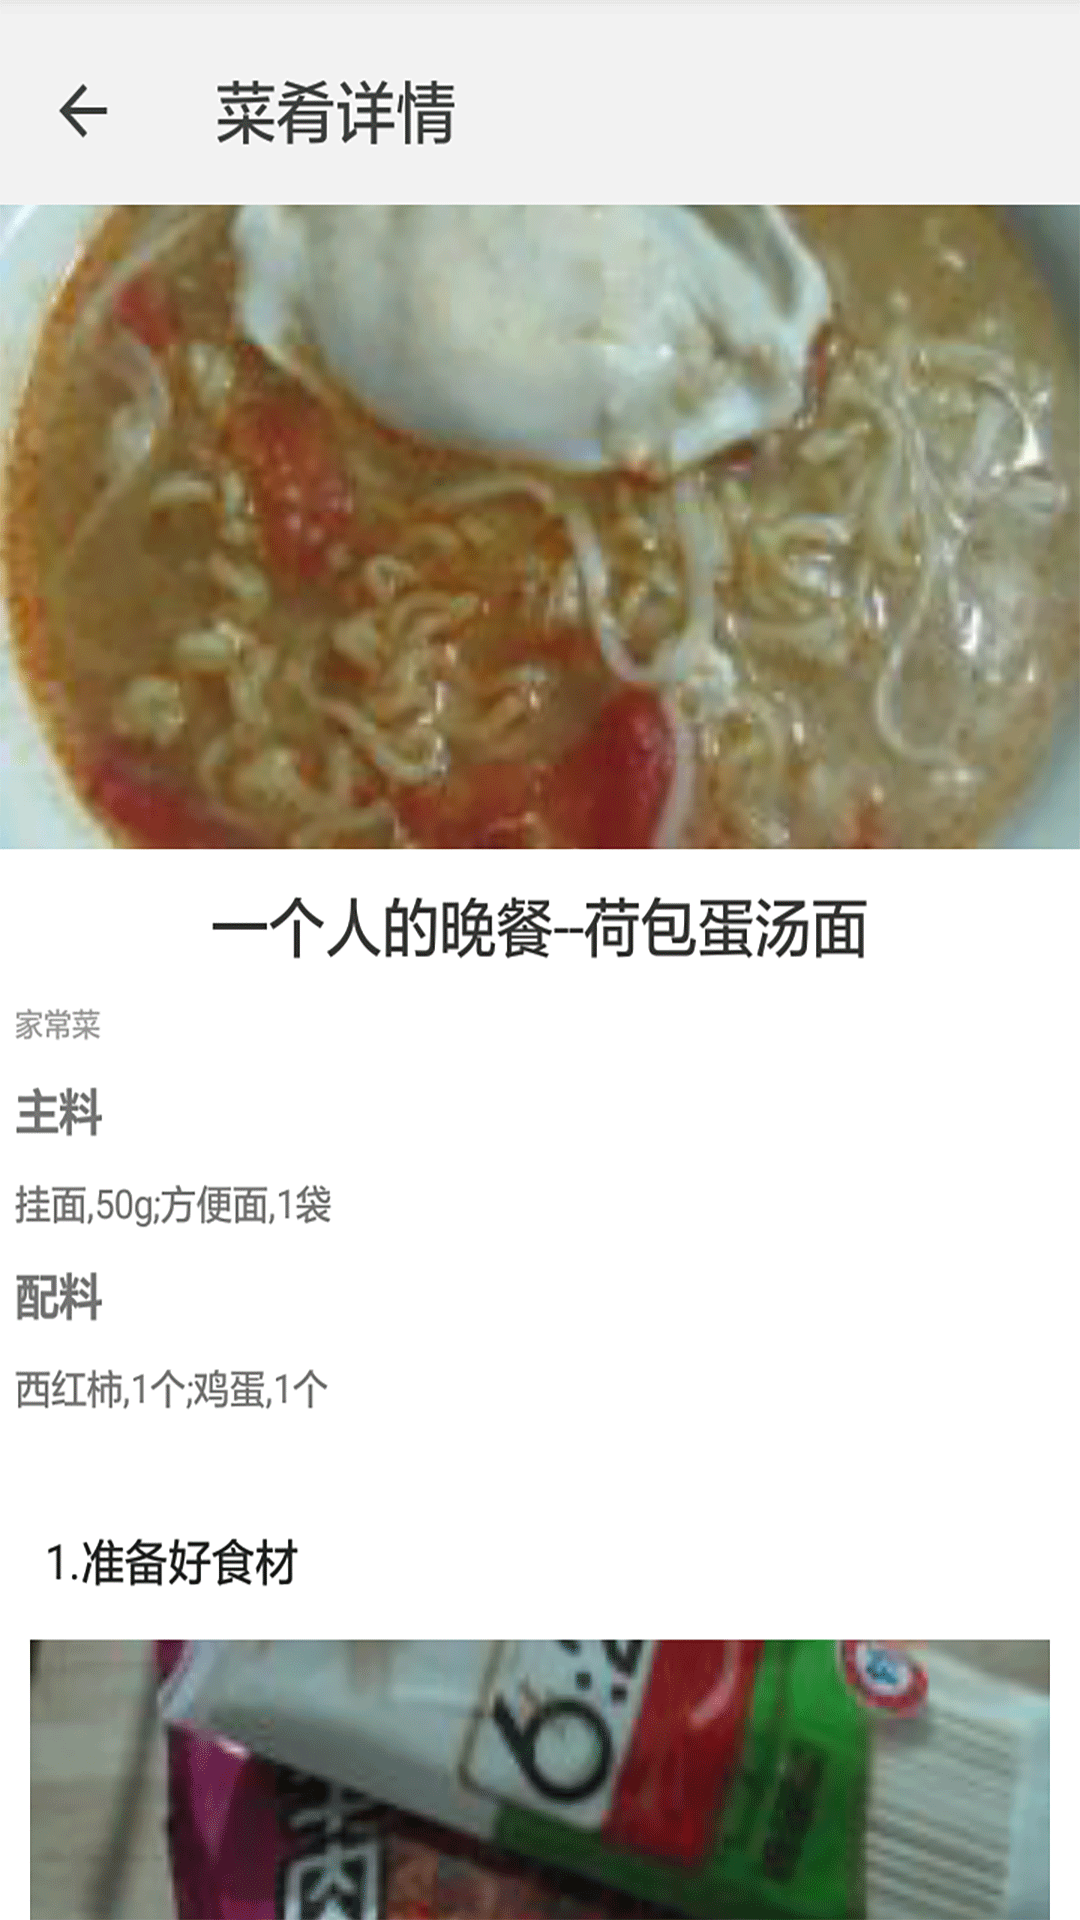 菜肴详情
一个人的晚餐--荷包蛋汤面
家常菜
主料
挂面,50g;方便面,1袋
配料
西红柿,1个;鸡蛋,1个
1.准备好食材